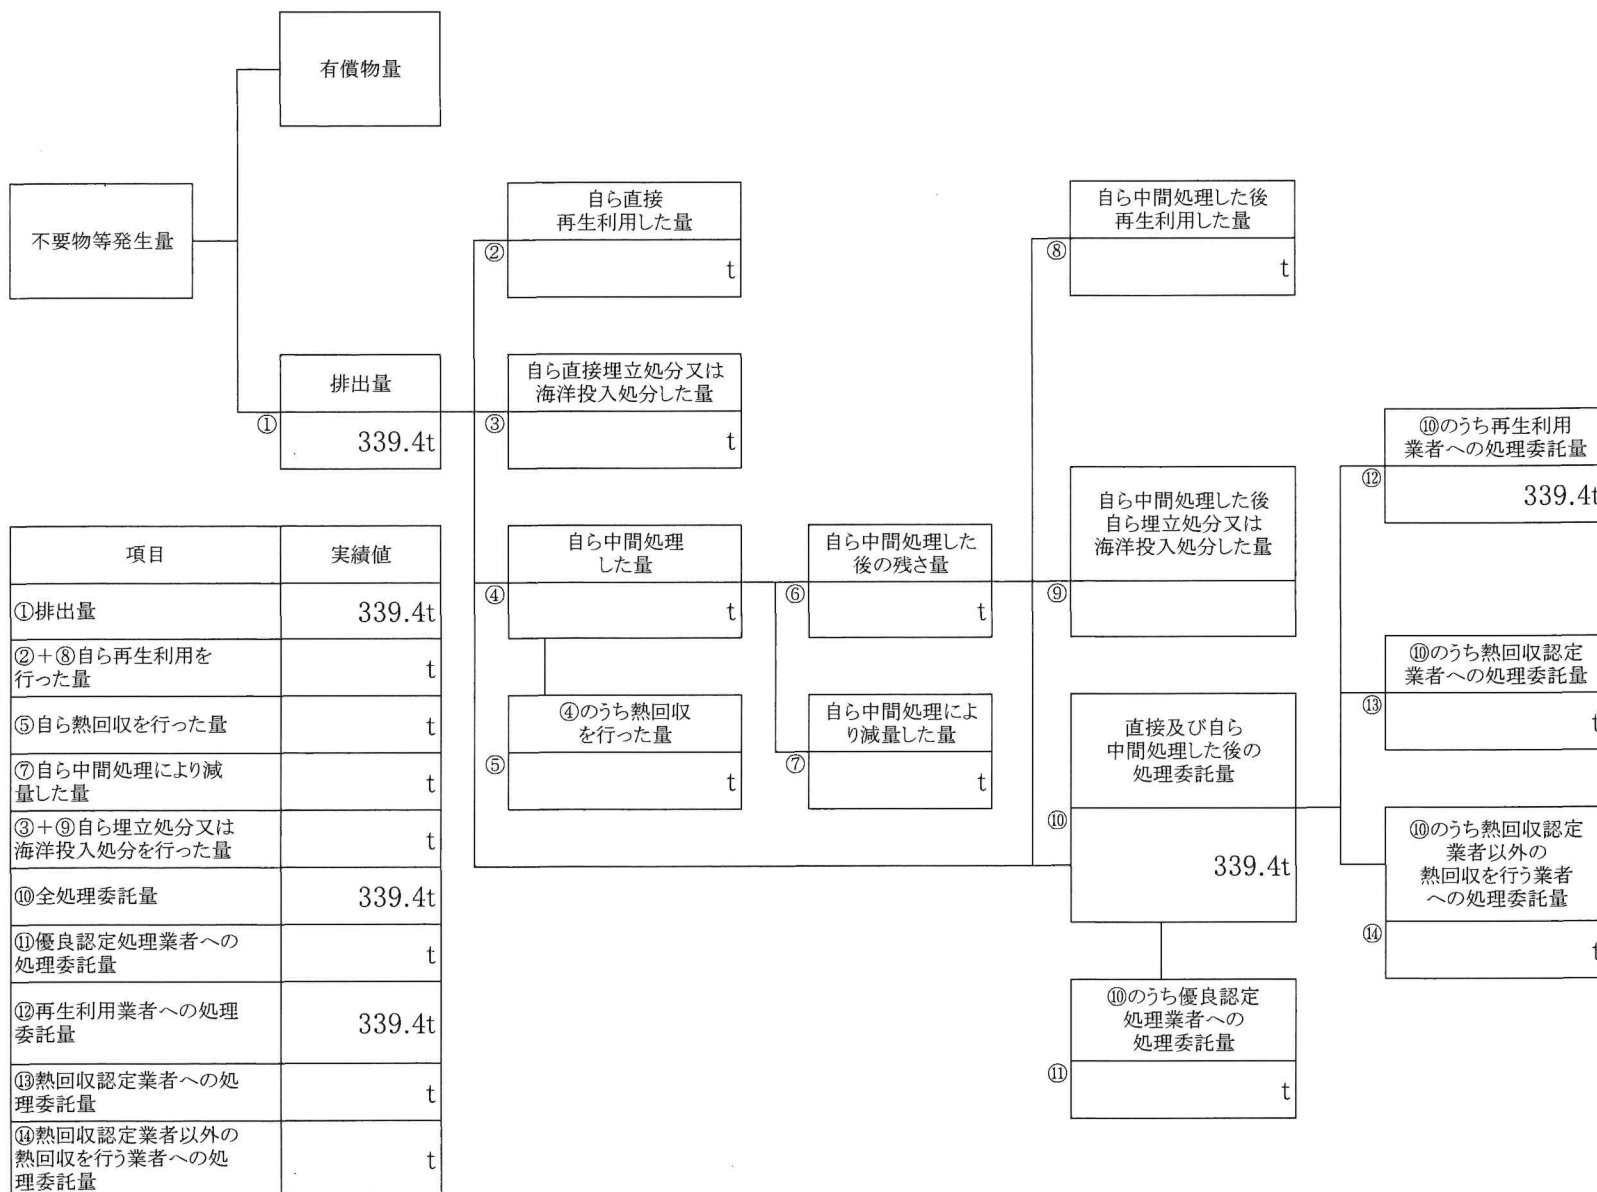 有償物量
不要物等発生量
自ら直接
再生利用した量
②
t
自ら中間処理した後
再生利用した量
⑧
t
排出量
①
339.4t
自ら直接埋立処分又は
海洋投入処分した量
③
t
⑩のうち再生利用
業者への処理委託量
⑫
339.4t
自ら中間処理
した量
④
t
自ら中間処理した
後の残さ量
⑥
t
自ら中間処理した後
自ら埋立処分又は
海洋投入処分した量
⑨
④のうち熱回収
を行った量
⑤
t
自ら中間処理によ
り減量した量
⑦
t
直接及び自ら
中間処理した後の
処理委託量
⑩
339.4t
⑩のうち熱回収認定
業者への処理委託量
⑬
t
⑩のうち熱回収認定
業者以外の
熱回収を行う業者
への処理委託量
⑭
t
⑩のうち優良認定
処理業者への
処理委託量
⑪
t
項目 実績値
①排出量 339.4t
②+⑧自ら再生利用を
行った量 t
⑤自ら熱回収を行った量 t
⑦自ら中間処理により減
量した量 t
③+⑨自ら埋立処分又は
海洋投入処分を行った量 t
⑩全処理委託量 339.4t
⑪優良認定処理業者への
処理委託量 t
⑫再生利用業者への処理
委託量 339.4t
⑬熱回収認定業者への処
理委託量 t
⑭熱回収認定業者以外の
熱回収を行う業者への処
理委託量 t